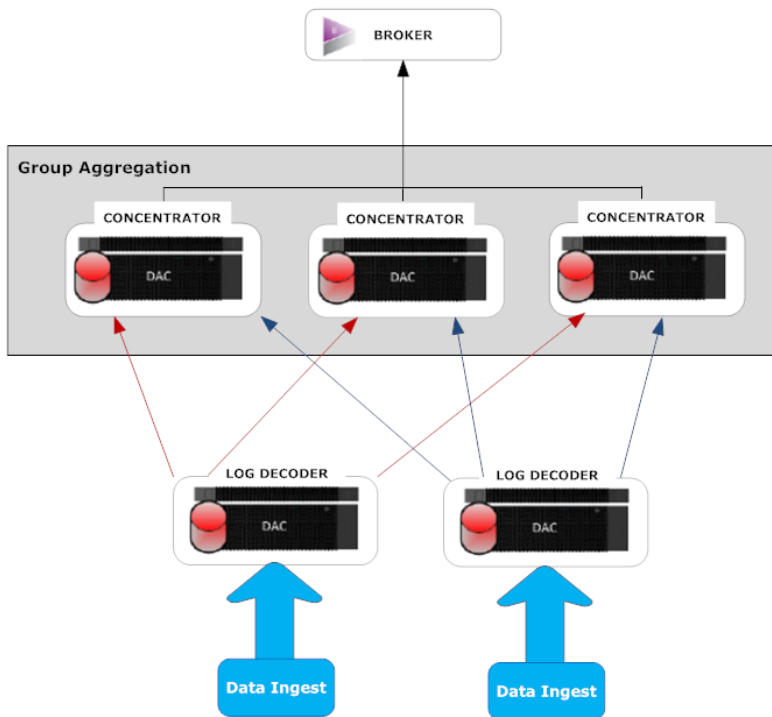 BROKER
Group Aggregation
CONCENTRATOR
CONCENTRATOR
CONCENTRATOR
DAC
DAC
DAC
LOG DECODER
LOG DECODER
DAC
DAC
Data Ingest
Data Ingest